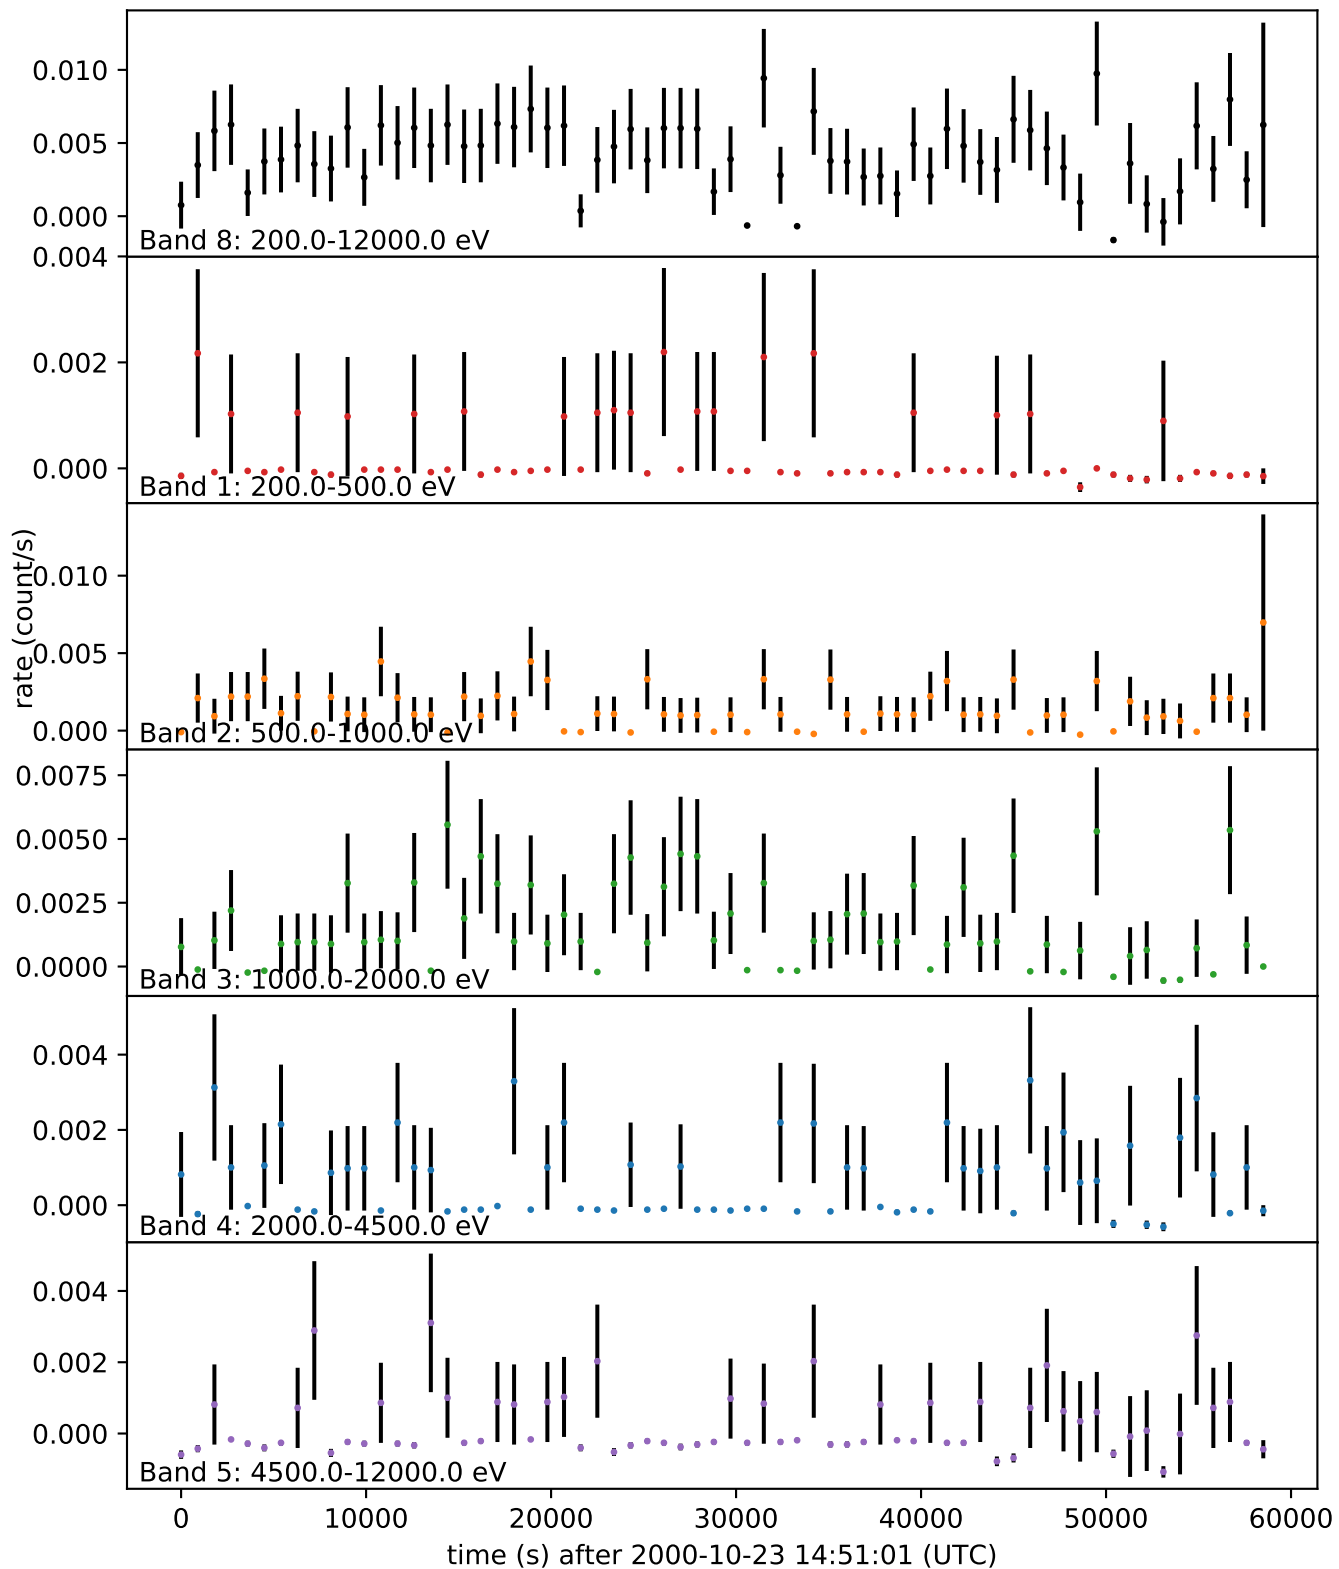 0.010
0.005
0.000
Band 8: 200.0-12000.0 eV
0.004
0.002
0.000
Band 1: 200.0-500.0 eV
rate (count/s)
0.010
0.005
0.000
Band 2: 500.0-1000.0 eV
0.0075
0.0050
0.0025
0.0000
Band 3: 1000.0-2000.0 eV
0.004
0.002
0.000
Band 4: 2000.0-4500.0 eV
0.004
0.002
0.000
Band 5: 4500.0-12000.0 eV
0 10000 20000 30000 40000 50000 60000
time (s) after 2000-10-23 14:51:01 (UTC)